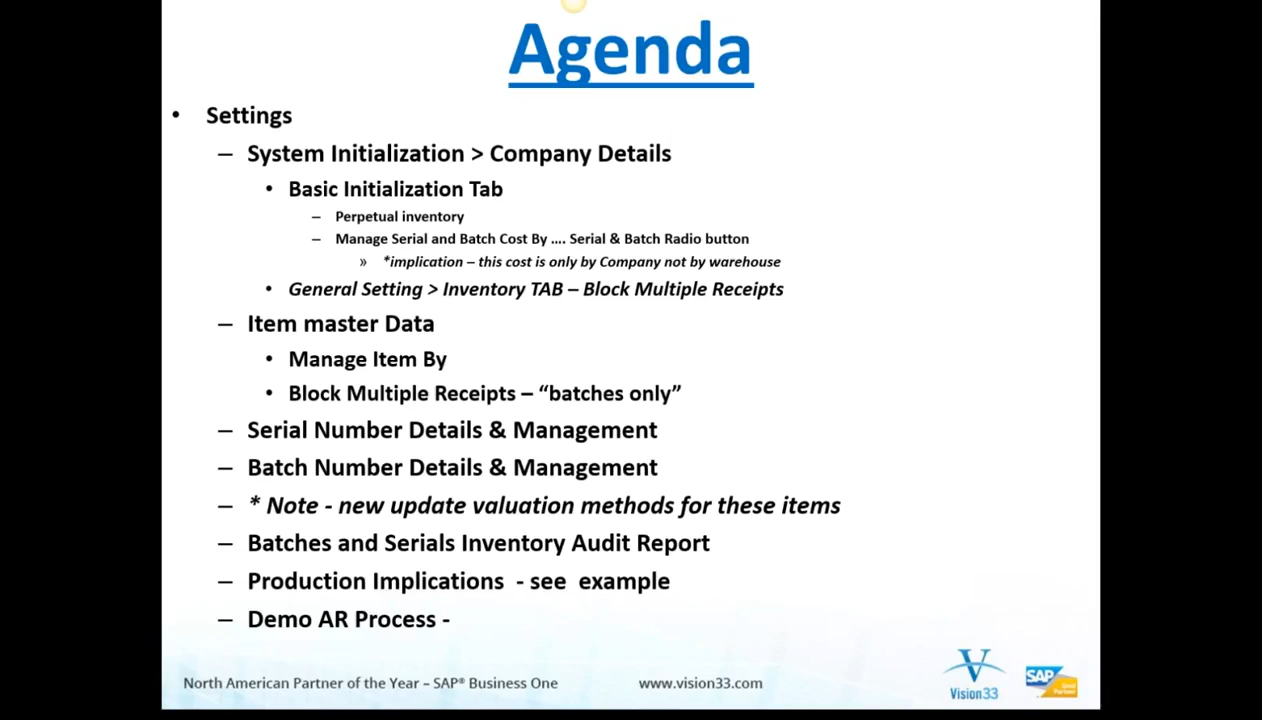 Agenda
• Settings
– System Initialization > Company Details
• Basic Initialization Tab
– Perpetual inventory
– Manage Serial and Batch Cost By .... Serial & Batch Radio button
» *implication – this cost is only by Company not by warehouse
• General Setting > Inventory TAB – Block Multiple Receipts
– Item master Data
• Manage Item By
• Block Multiple Receipts – “batches only”
– Serial Number Details & Management
– Batch Number Details & Management
– * Note - new update valuation methods for these items
– Batches and Serials Inventory Audit Report
– Production Implications - see example
– Demo AR Process -
North American Partner of the Year – SAP® Business One
www.vision33.com
V
Vision33
SAP
Gold Partner